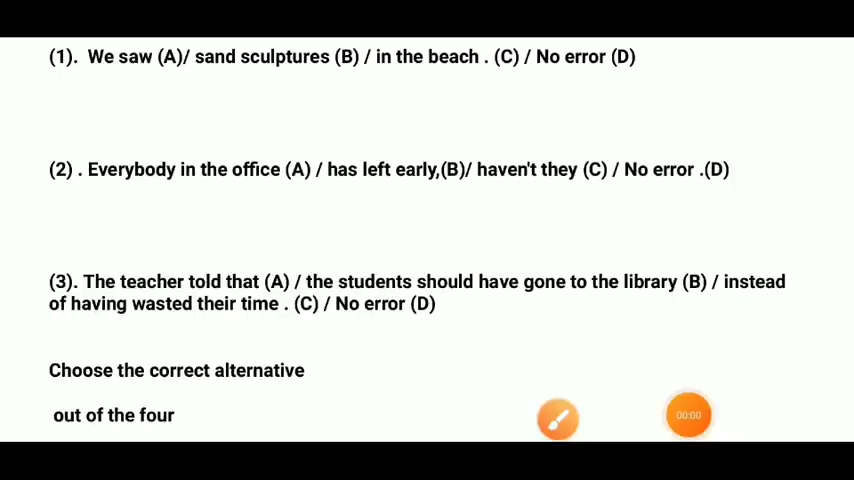 (1). We saw (A)/ sand sculptures (B) / in the beach . (C) / No error (D)
(2) . Everybody in the office (A) / has left early,(B)/ haven't they (C) / No error .(D)
(3). The teacher told that (A) / the students should have gone to the library (B) / instead
of having wasted their time . (C) / No error (D)
Choose the correct alternative
out of the four
00:00